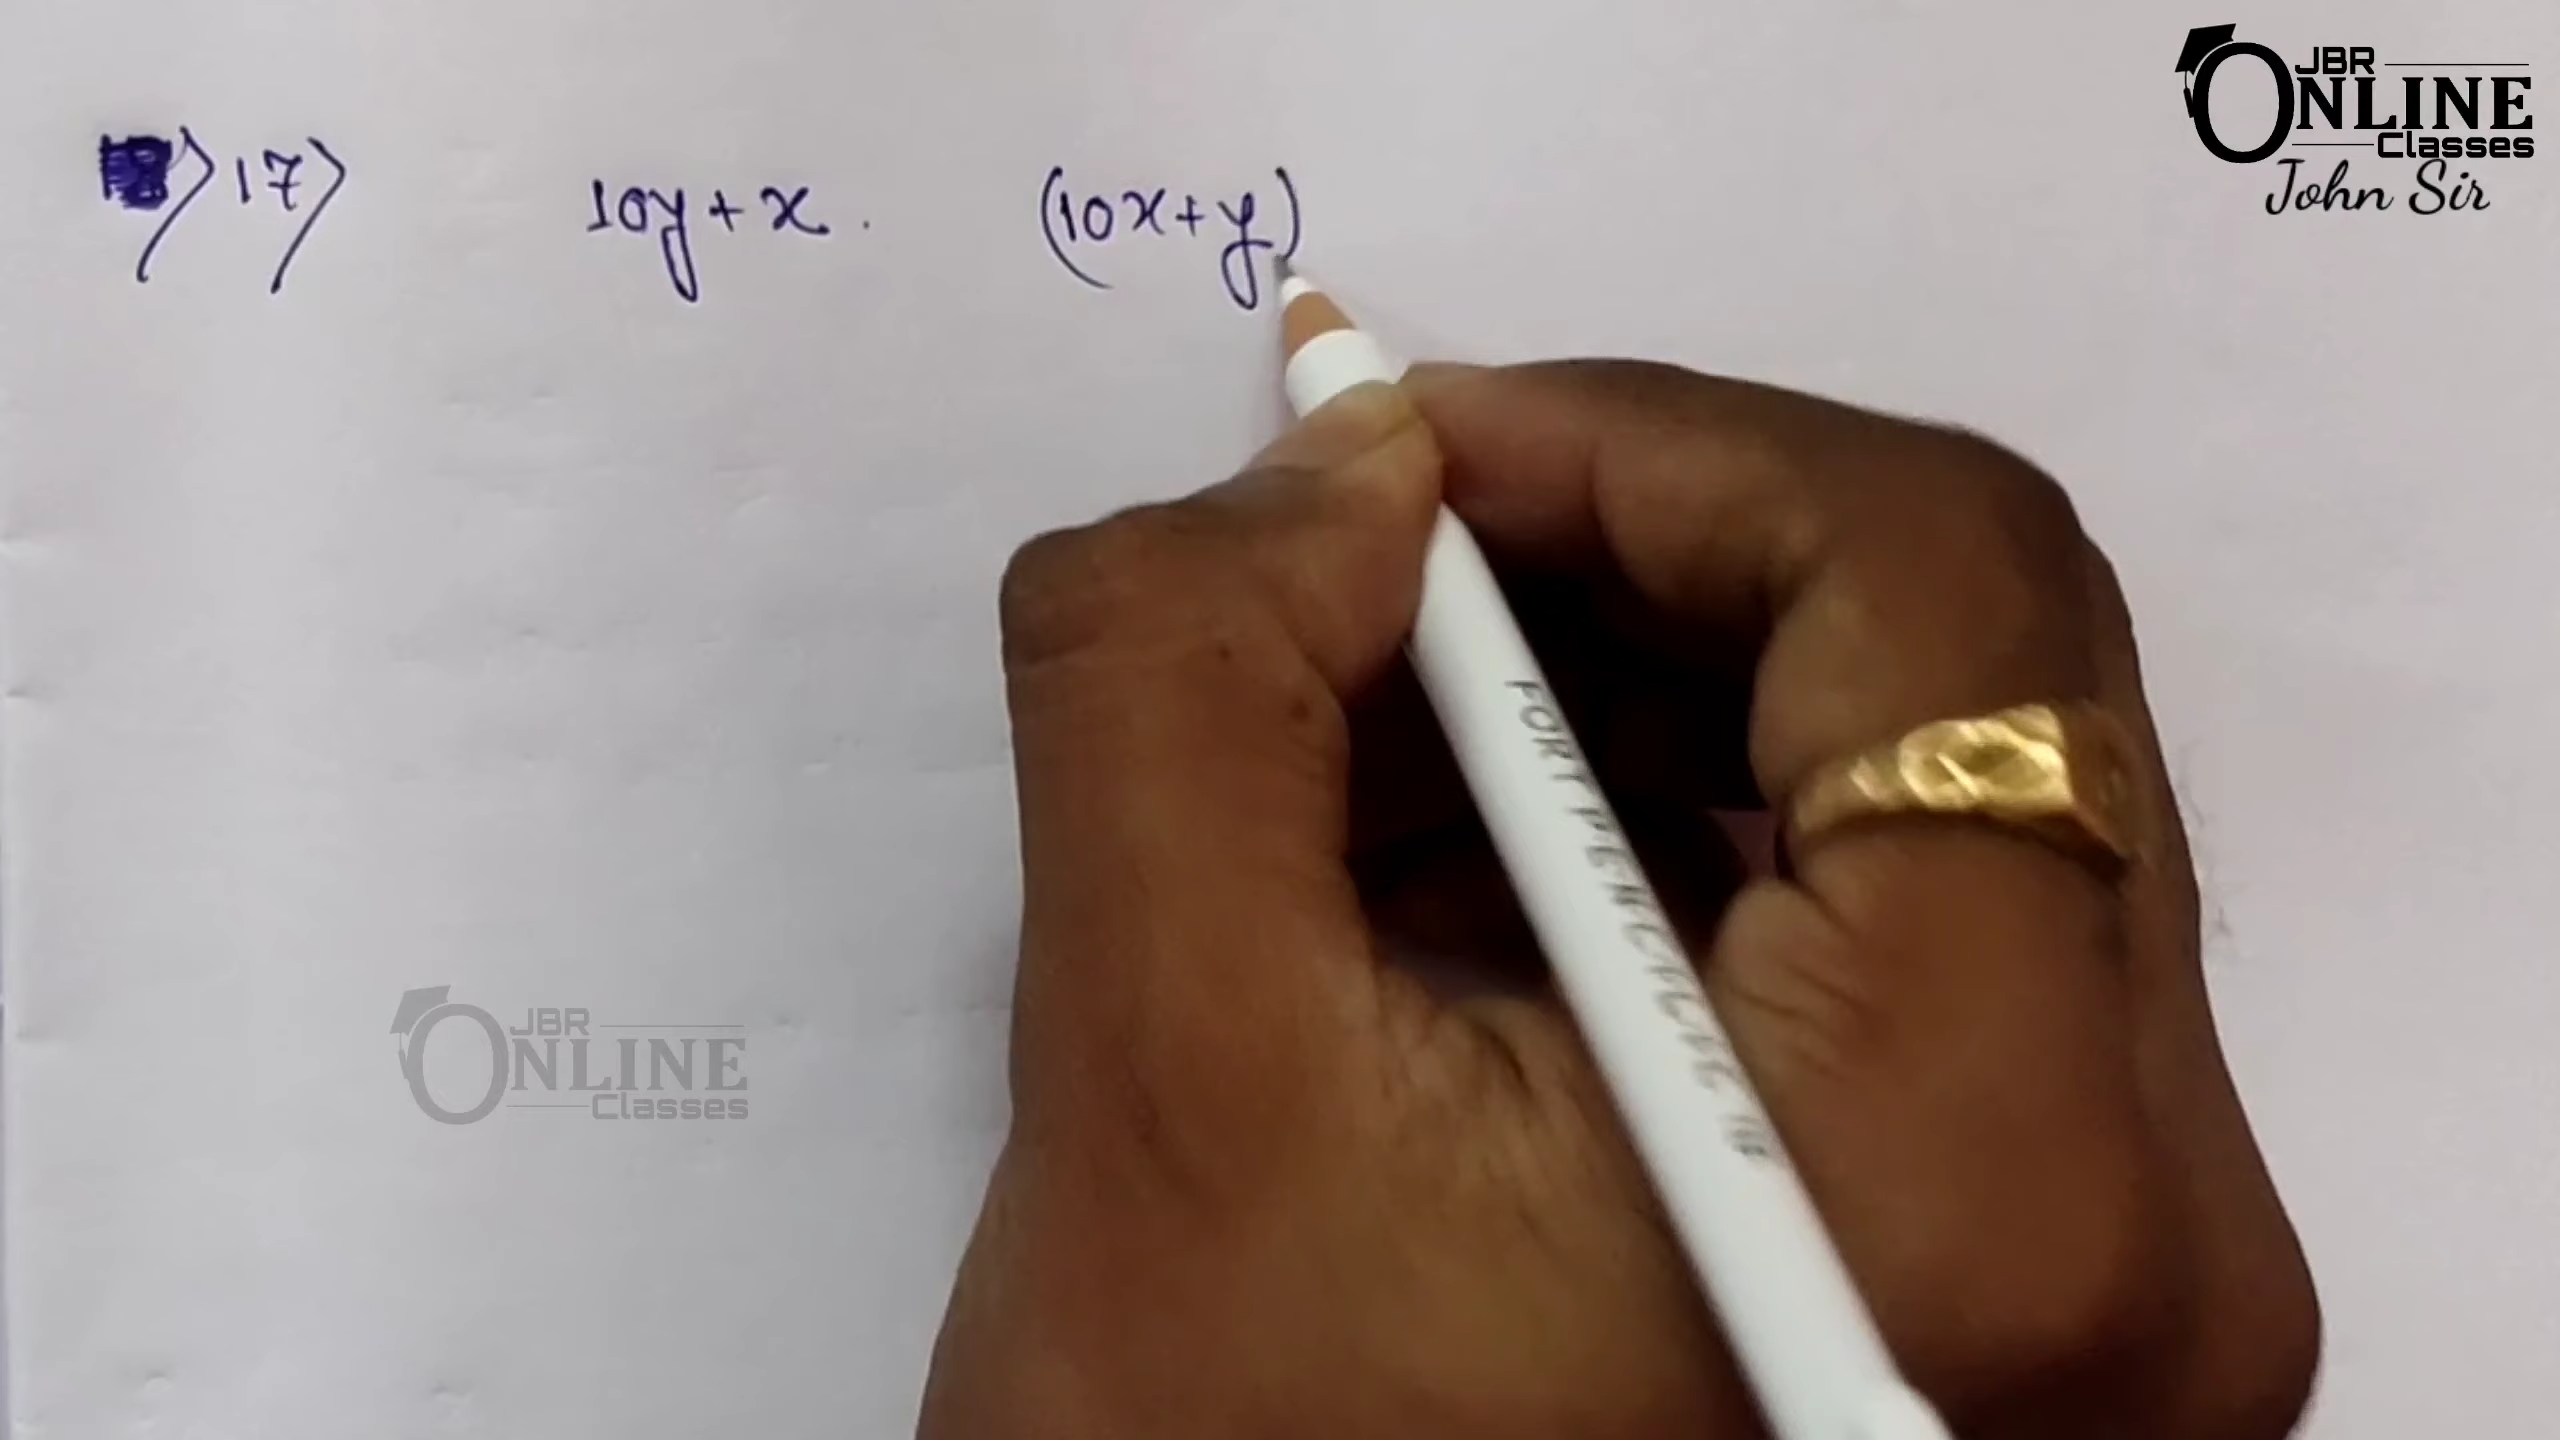 17) 10y + x . (10x + y)
JBR
ONLINE
Classes
John Sir
JBR
ONLINE
Classes